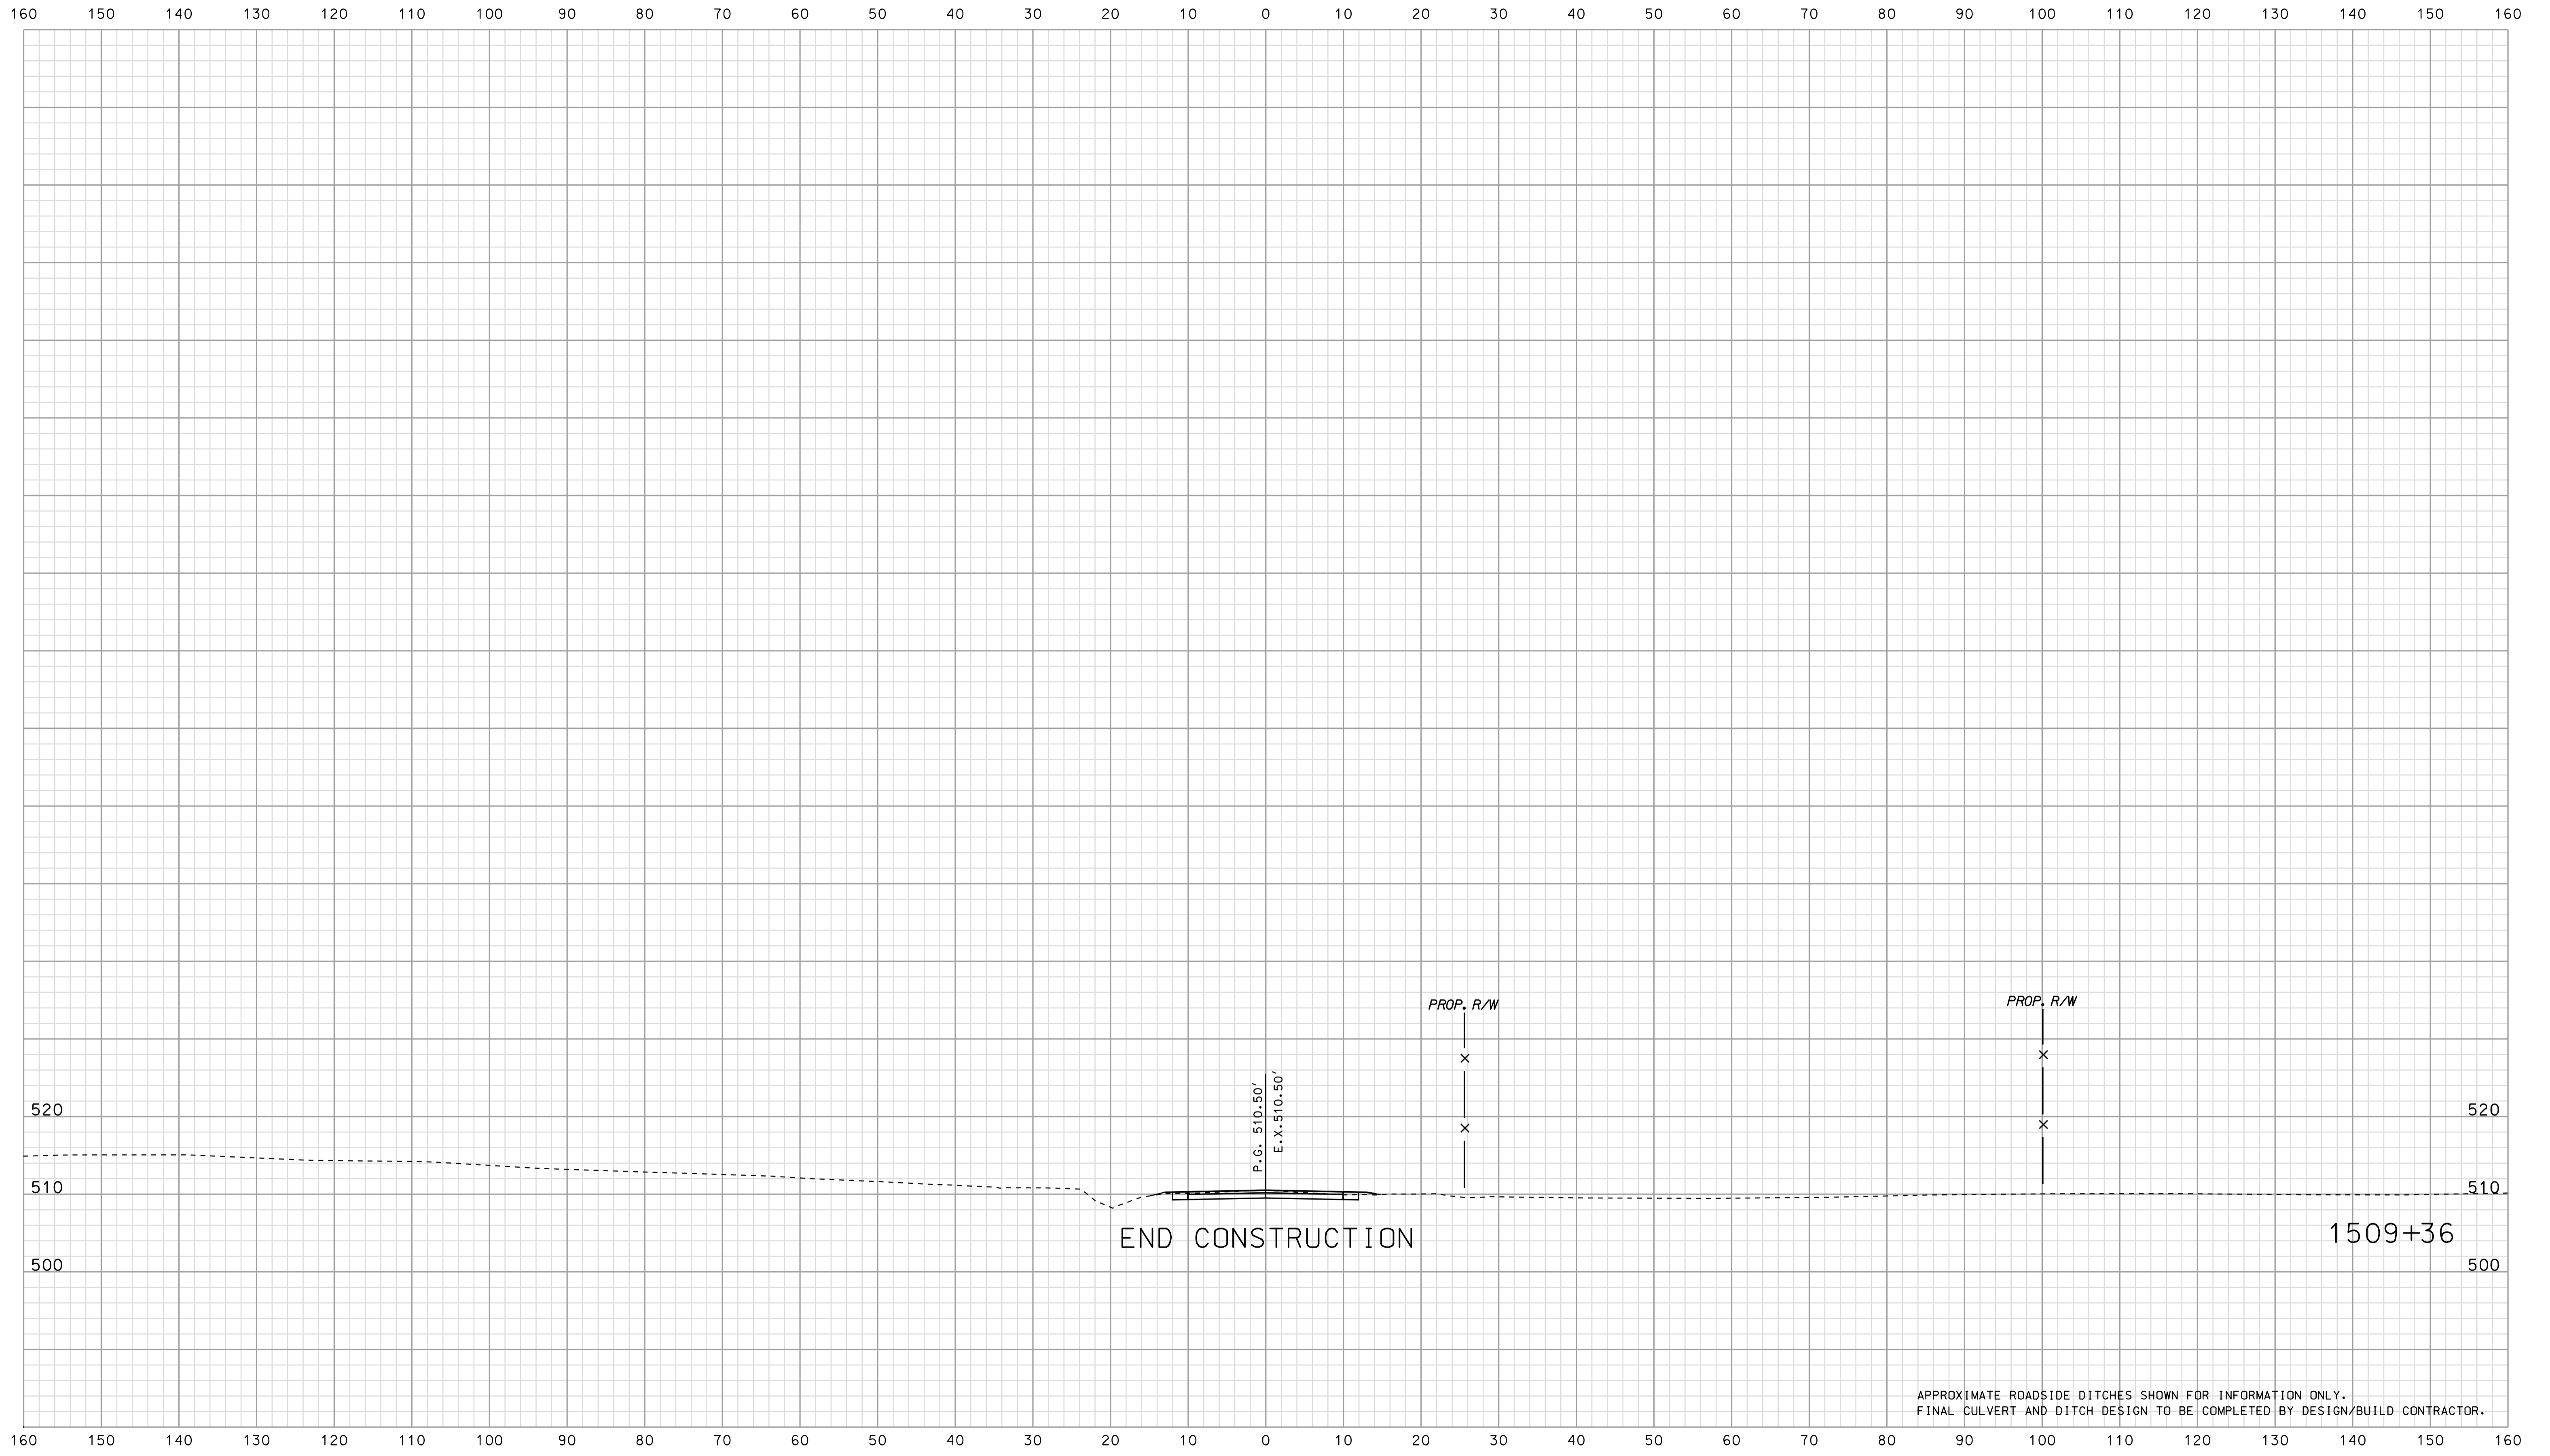 160 150 140 130 120 110 100 90 80 70 60 50 40 30 20 10 0 10 20 30 40 50 60 70 80 90 100 110 120 130 140 150 160
PROP. R/W PROP. R/W
P.G. 510.50'
E.X.510.50'
520 520
510 510
END CONSTRUCTION 1509+36
500 500
APPROXIMATE ROADSIDE DITCHES SHOWN FOR INFORMATION ONLY.
FINAL CULVERT AND DITCH DESIGN TO BE COMPLETED BY DESIGN/BUILD CONTRACTOR.
160 150 140 130 120 110 100 90 80 70 60 50 40 30 20 10 0 10 20 30 40 50 60 70 80 90 100 110 120 130 140 150 160